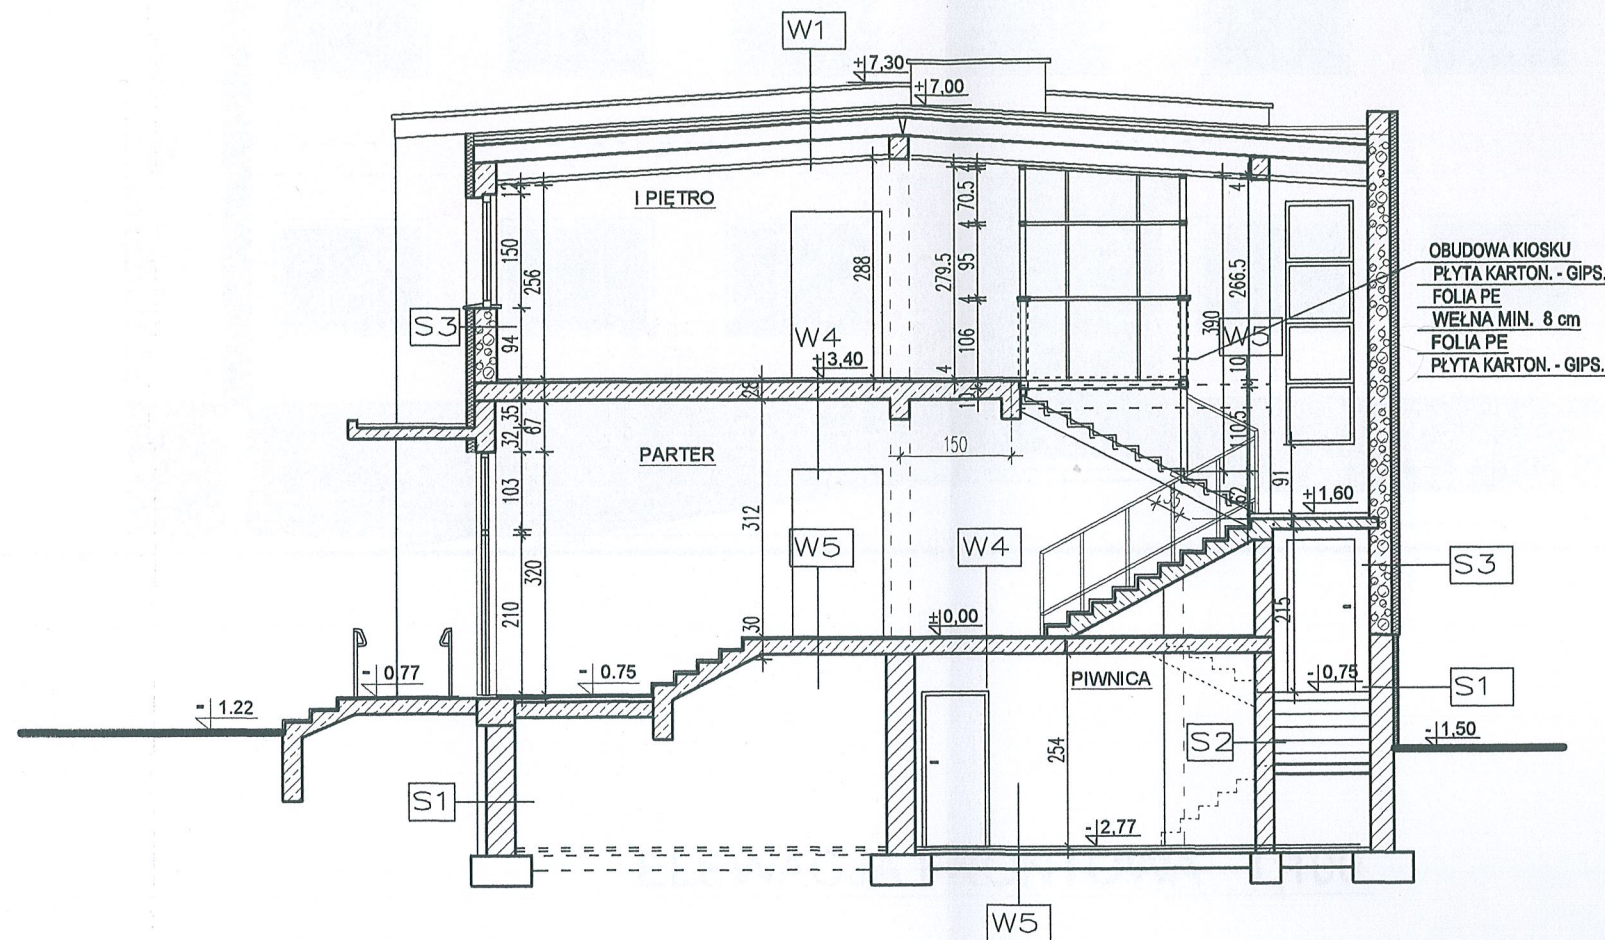 W1
±7,30
±7,00
I PIĘTRO
12
150
256
94
S3
288
279.5
4
70.5
4
95
4
106
4
4
266.5
390
W3
10
OBUDOWA KIOSKU
PŁYTA KARTON. - GIPS.
FOLIA PE
WEŁNA MIN. 8 cm
FOLIA PE
PŁYTA KARTON. - GIPS.
W4
±3,40
28
32,35
67
PARTER
150
110.5
91
62
±1,60
103
312
320
210
W5
W4
S3
215
30
±0,00
- 0,77
- 0.75
- 1.22
PIWNICA
- 0,75
S1
S2
- 1,50
254
S1
- 2,77
W5